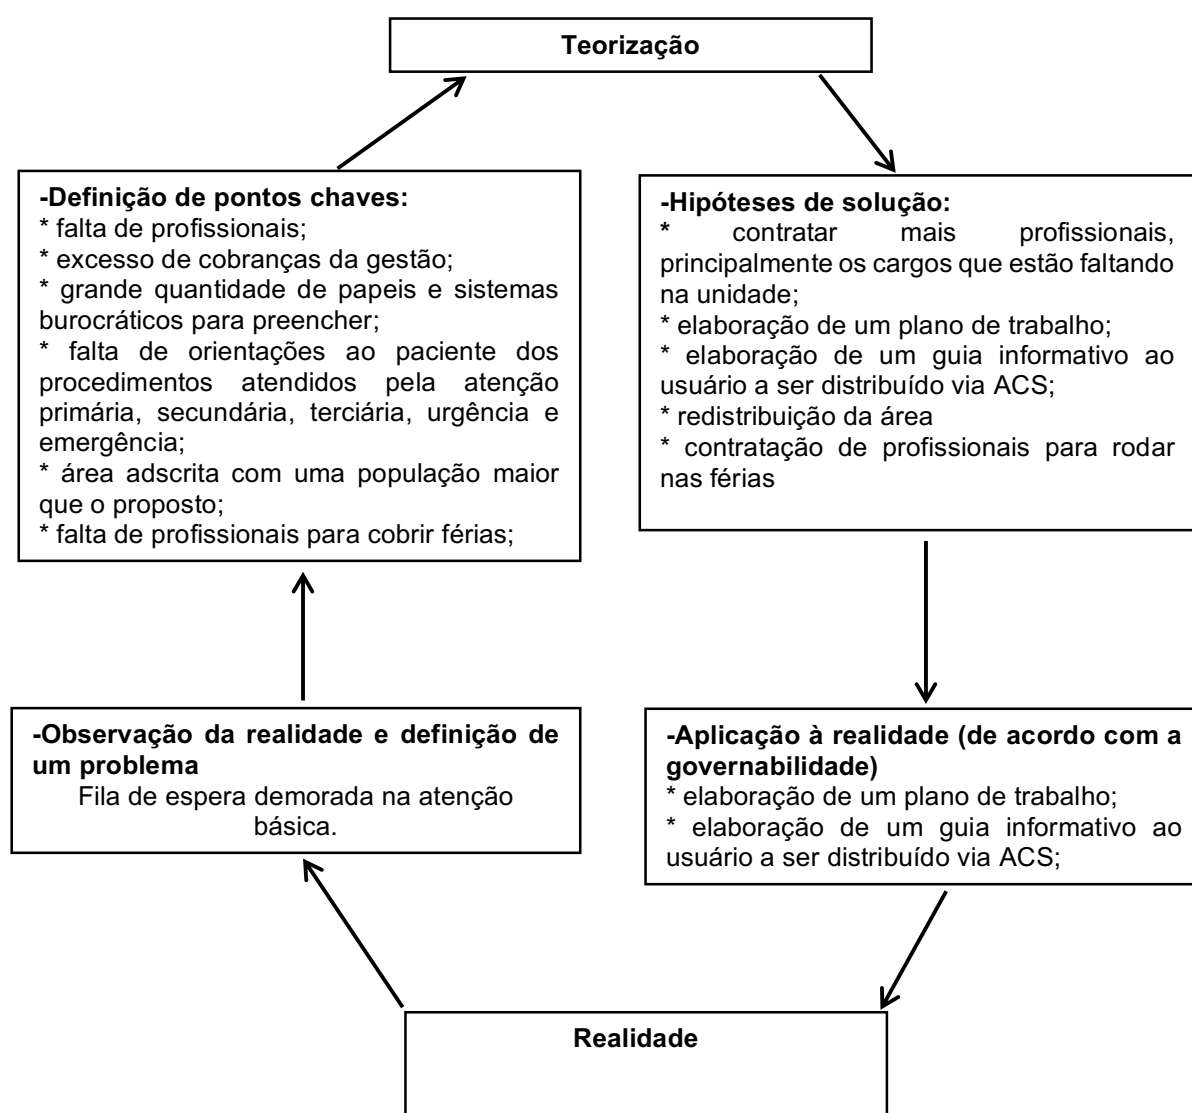 Teorização
-Definição de pontos chaves:
* falta de profissionais;
* excesso de cobranças da gestão;
* grande quantidade de papeis e sistemas
burocráticos para preencher;
* falta de orientações ao paciente dos
procedimentos atendidos pela atenção
primária, secundária, terciária, urgência e
emergência;
* área adscrita com uma população maior
que o proposto;
* falta de profissionais para cobrir férias;
-Hipóteses de solução:
* contratar mais profissionais,
principalmente os cargos que estão faltando
na unidade;
* elaboração de um plano de trabalho;
* elaboração de um guia informativo ao
usuário a ser distribuído via ACS;
* redistribuição da área
* contratação de profissionais para rodar
nas férias
-Observação da realidade e definição de
um problema
Fila de espera demorada na atenção
básica.
-Aplicação à realidade (de acordo com a
governabilidade)
* elaboração de um plano de trabalho;
* elaboração de um guia informativo ao
usuário a ser distribuído via ACS;
Realidade